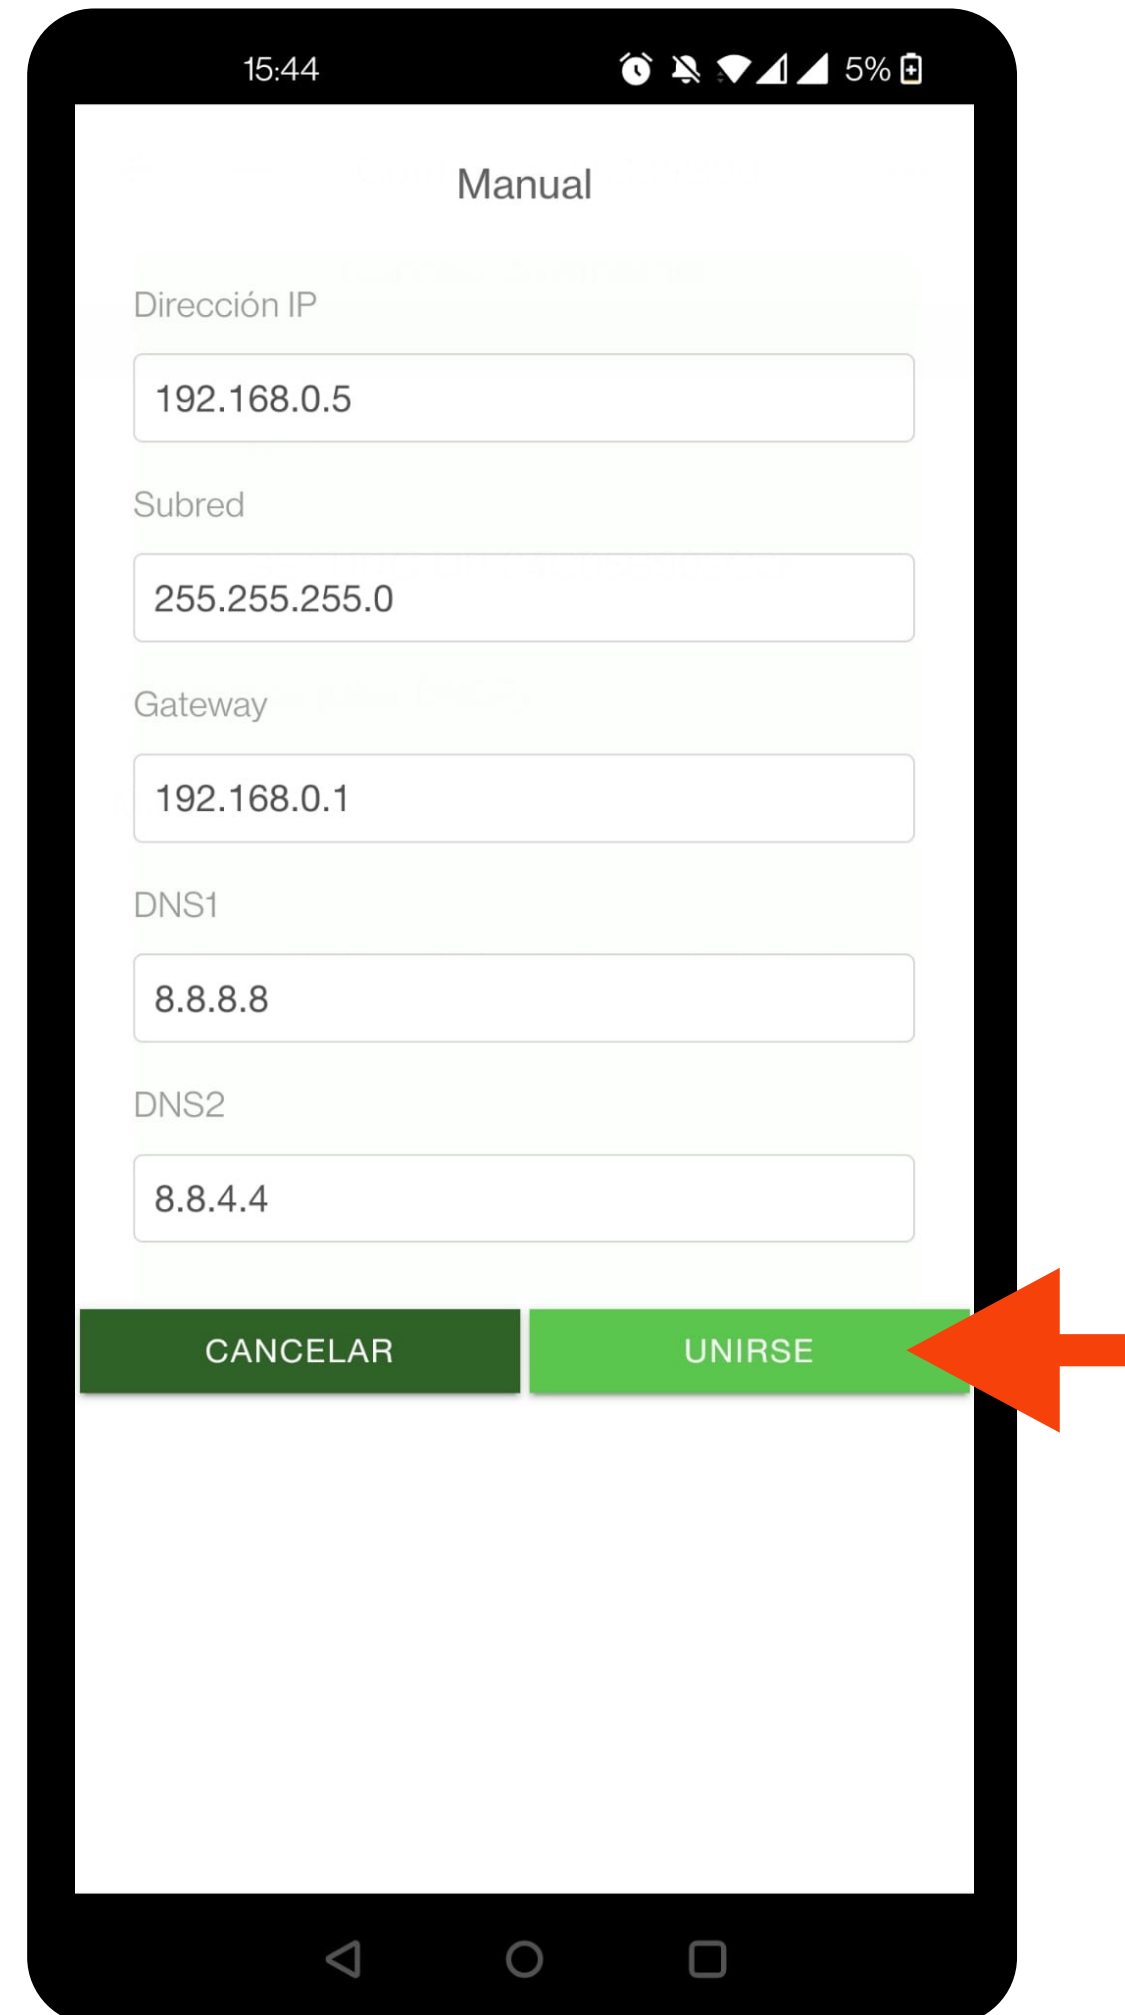 15:44
5%
Manual
Dirección IP
192.168.0.5
Subred
255.255.255.0
Gateway
192.168.0.1
DNS1
8.8.8.8
DNS2
8.8.4.4
CANCELAR
UNIRSE